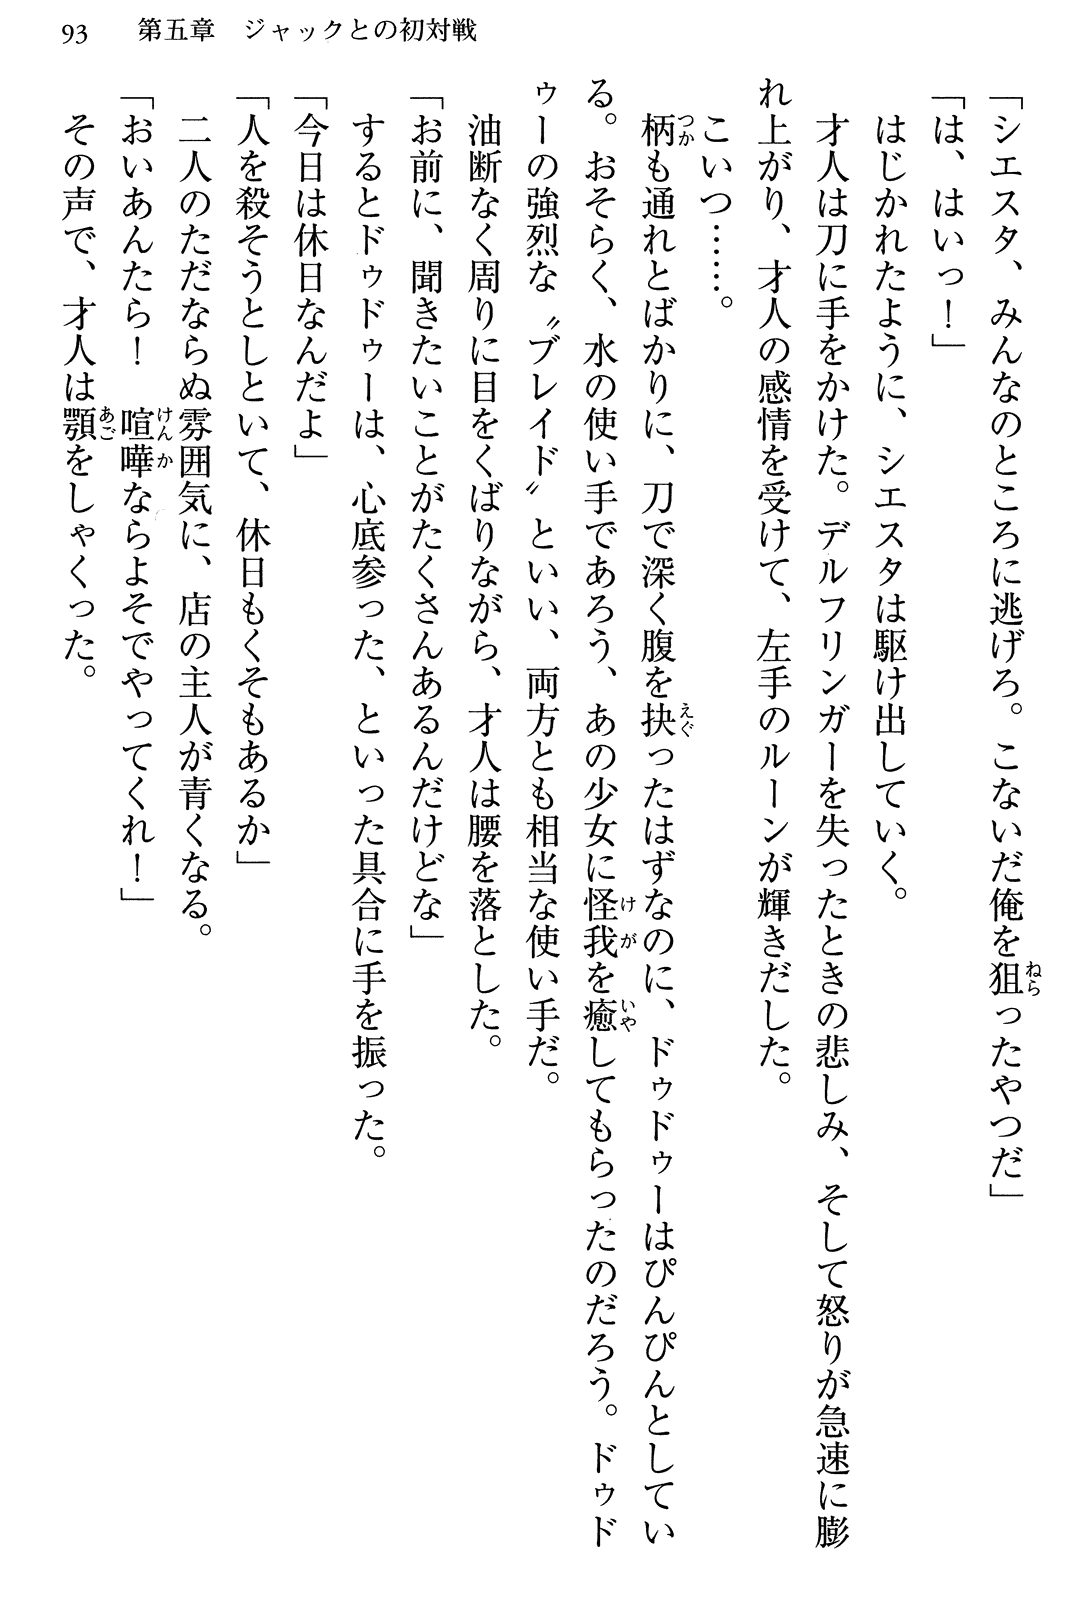 93　第五章　ジャックとの初対戦
「シエスタ、みんなのところに逃げろ。こないだ俺を狙ったやつだ」
「は、はいっ！」
　はじかれたように、シエスタは駆け出していく。
　才人は刀に手をかけた。デルフリンガーを失ったときの悲しみ、そして怒りが急速に膨
れ上がり、才人の感情を受けて、左手のルーンが輝きだした。
　こいつ……。
　柄も通れとばかりに、刀で深く腹を抉ったはずなのに、ドゥドゥーはぴんぴんとしてい
る。おそらく、水の使い手であろう、あの少女に怪我を癒してもらったのだろう。ドゥド
ゥーの強烈な〝ブレイド〟といい、両方とも相当な使い手だ。
　油断なく周りに目をくばりながら、才人は腰を落とした。
「お前に、聞きたいことがたくさんあるんだけどな」
　するとドゥドゥーは、心底参った、といった具合に手を振った。
「今日は休日なんだよ」
「人を殺そうとしといて、休日もくそもあるか」
　二人のただならぬ雰囲気に、店の主人が青くなる。
「おいあんたら！　喧嘩ならよそでやってくれ！」
　その声で、才人は顎をしゃくった。